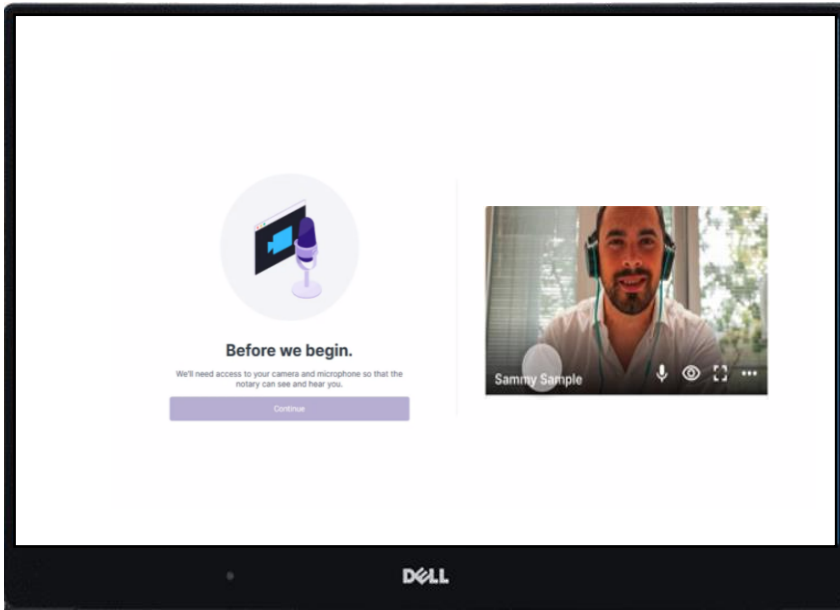 Before we begin.
We'll need access to your camera and microphone so that the
notary can see and hear you.
Continue
Sammy Sample
DELL